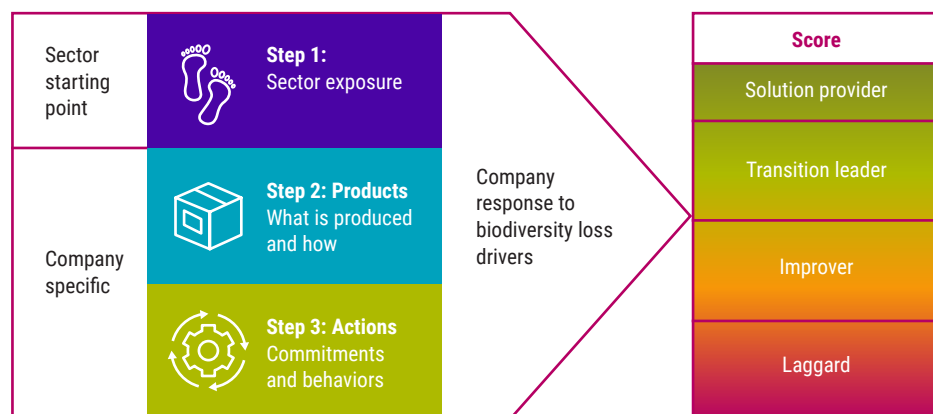 Sector
starting
point
Step 1:
Sector exposure
Company
specific
Step 2: Products
What is produced
and how
Step 3: Actions
Commitments
and behaviors
Company
response to
biodiversity loss
drivers
Score
Solution provider
Transition leader
Improver
Laggard